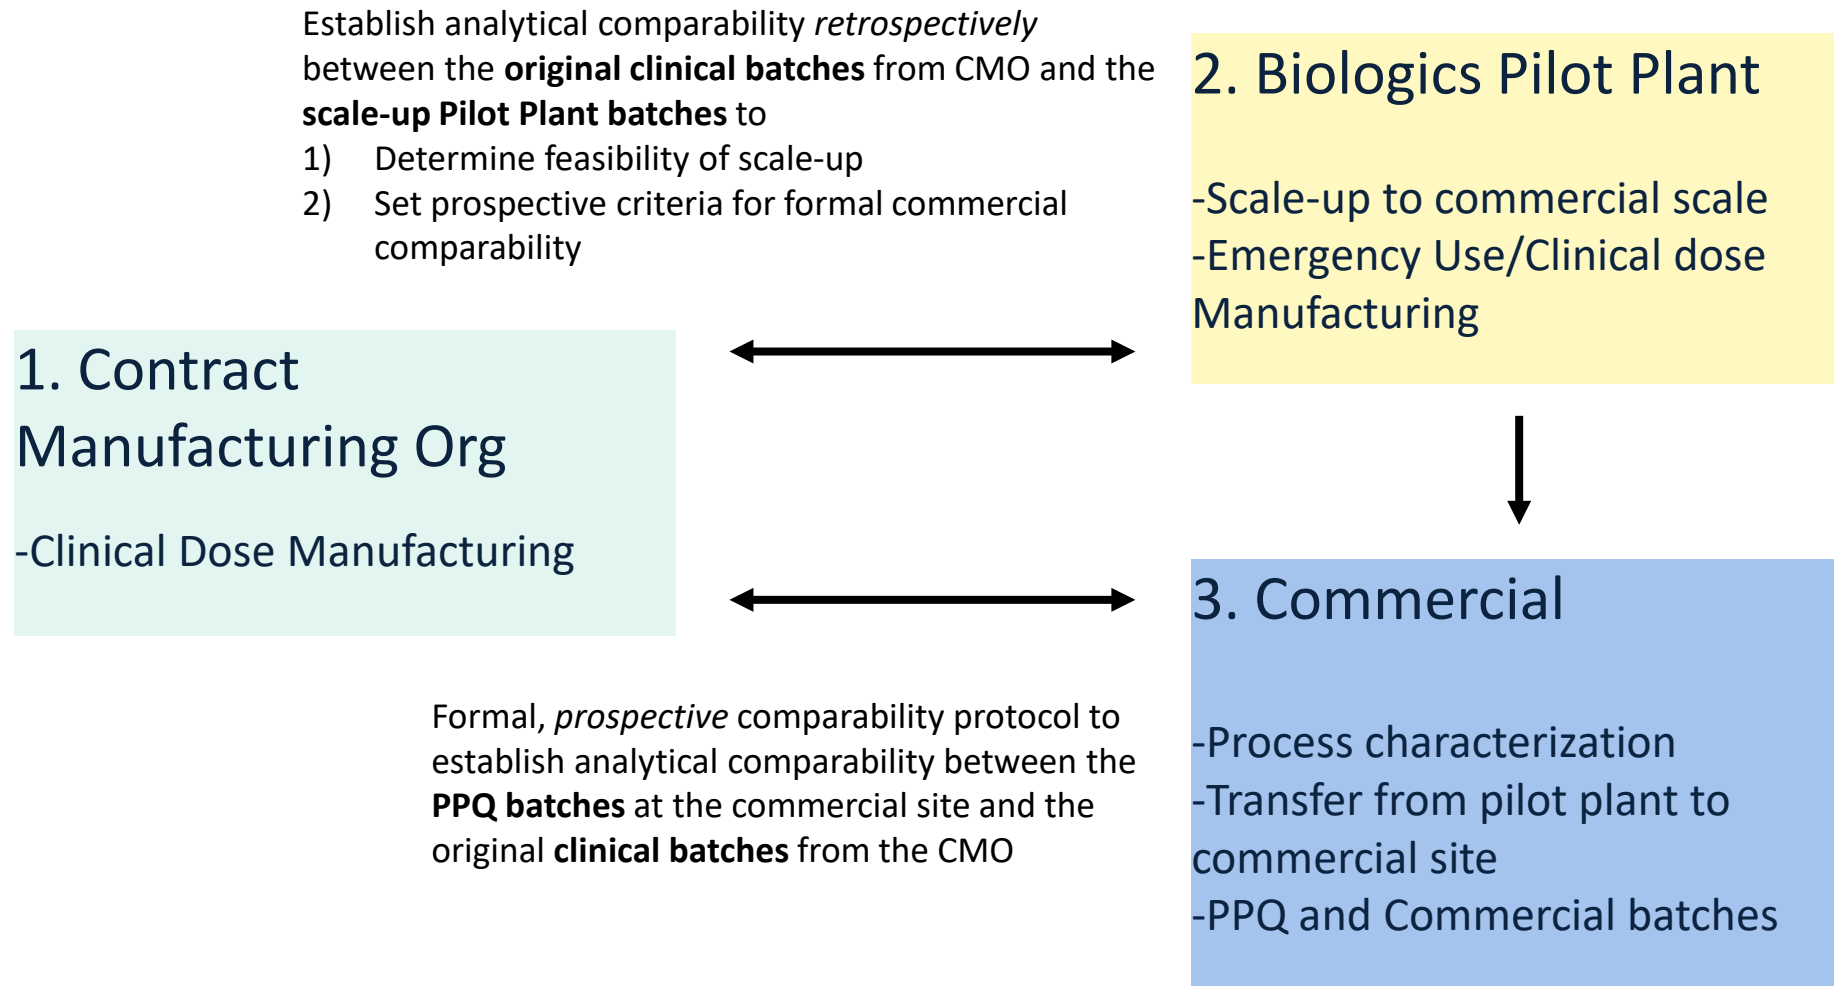 Establish analytical comparability retrospectively
between the original clinical batches from CMO and the
scale-up Pilot Plant batches to
1) Determine feasibility of scale-up
2) Set prospective criteria for formal commercial
comparability
2. Biologics Pilot Plant
-Scale-up to commercial scale
-Emergency Use/Clinical dose
Manufacturing
1. Contract
Manufacturing Org
-Clinical Dose Manufacturing
Formal, prospective comparability protocol to
establish analytical comparability between the
PPQ batches at the commercial site and the
original clinical batches from the CMO
3. Commercial
-Process characterization
-Transfer from pilot plant to
commercial site
-PPQ and Commercial batches